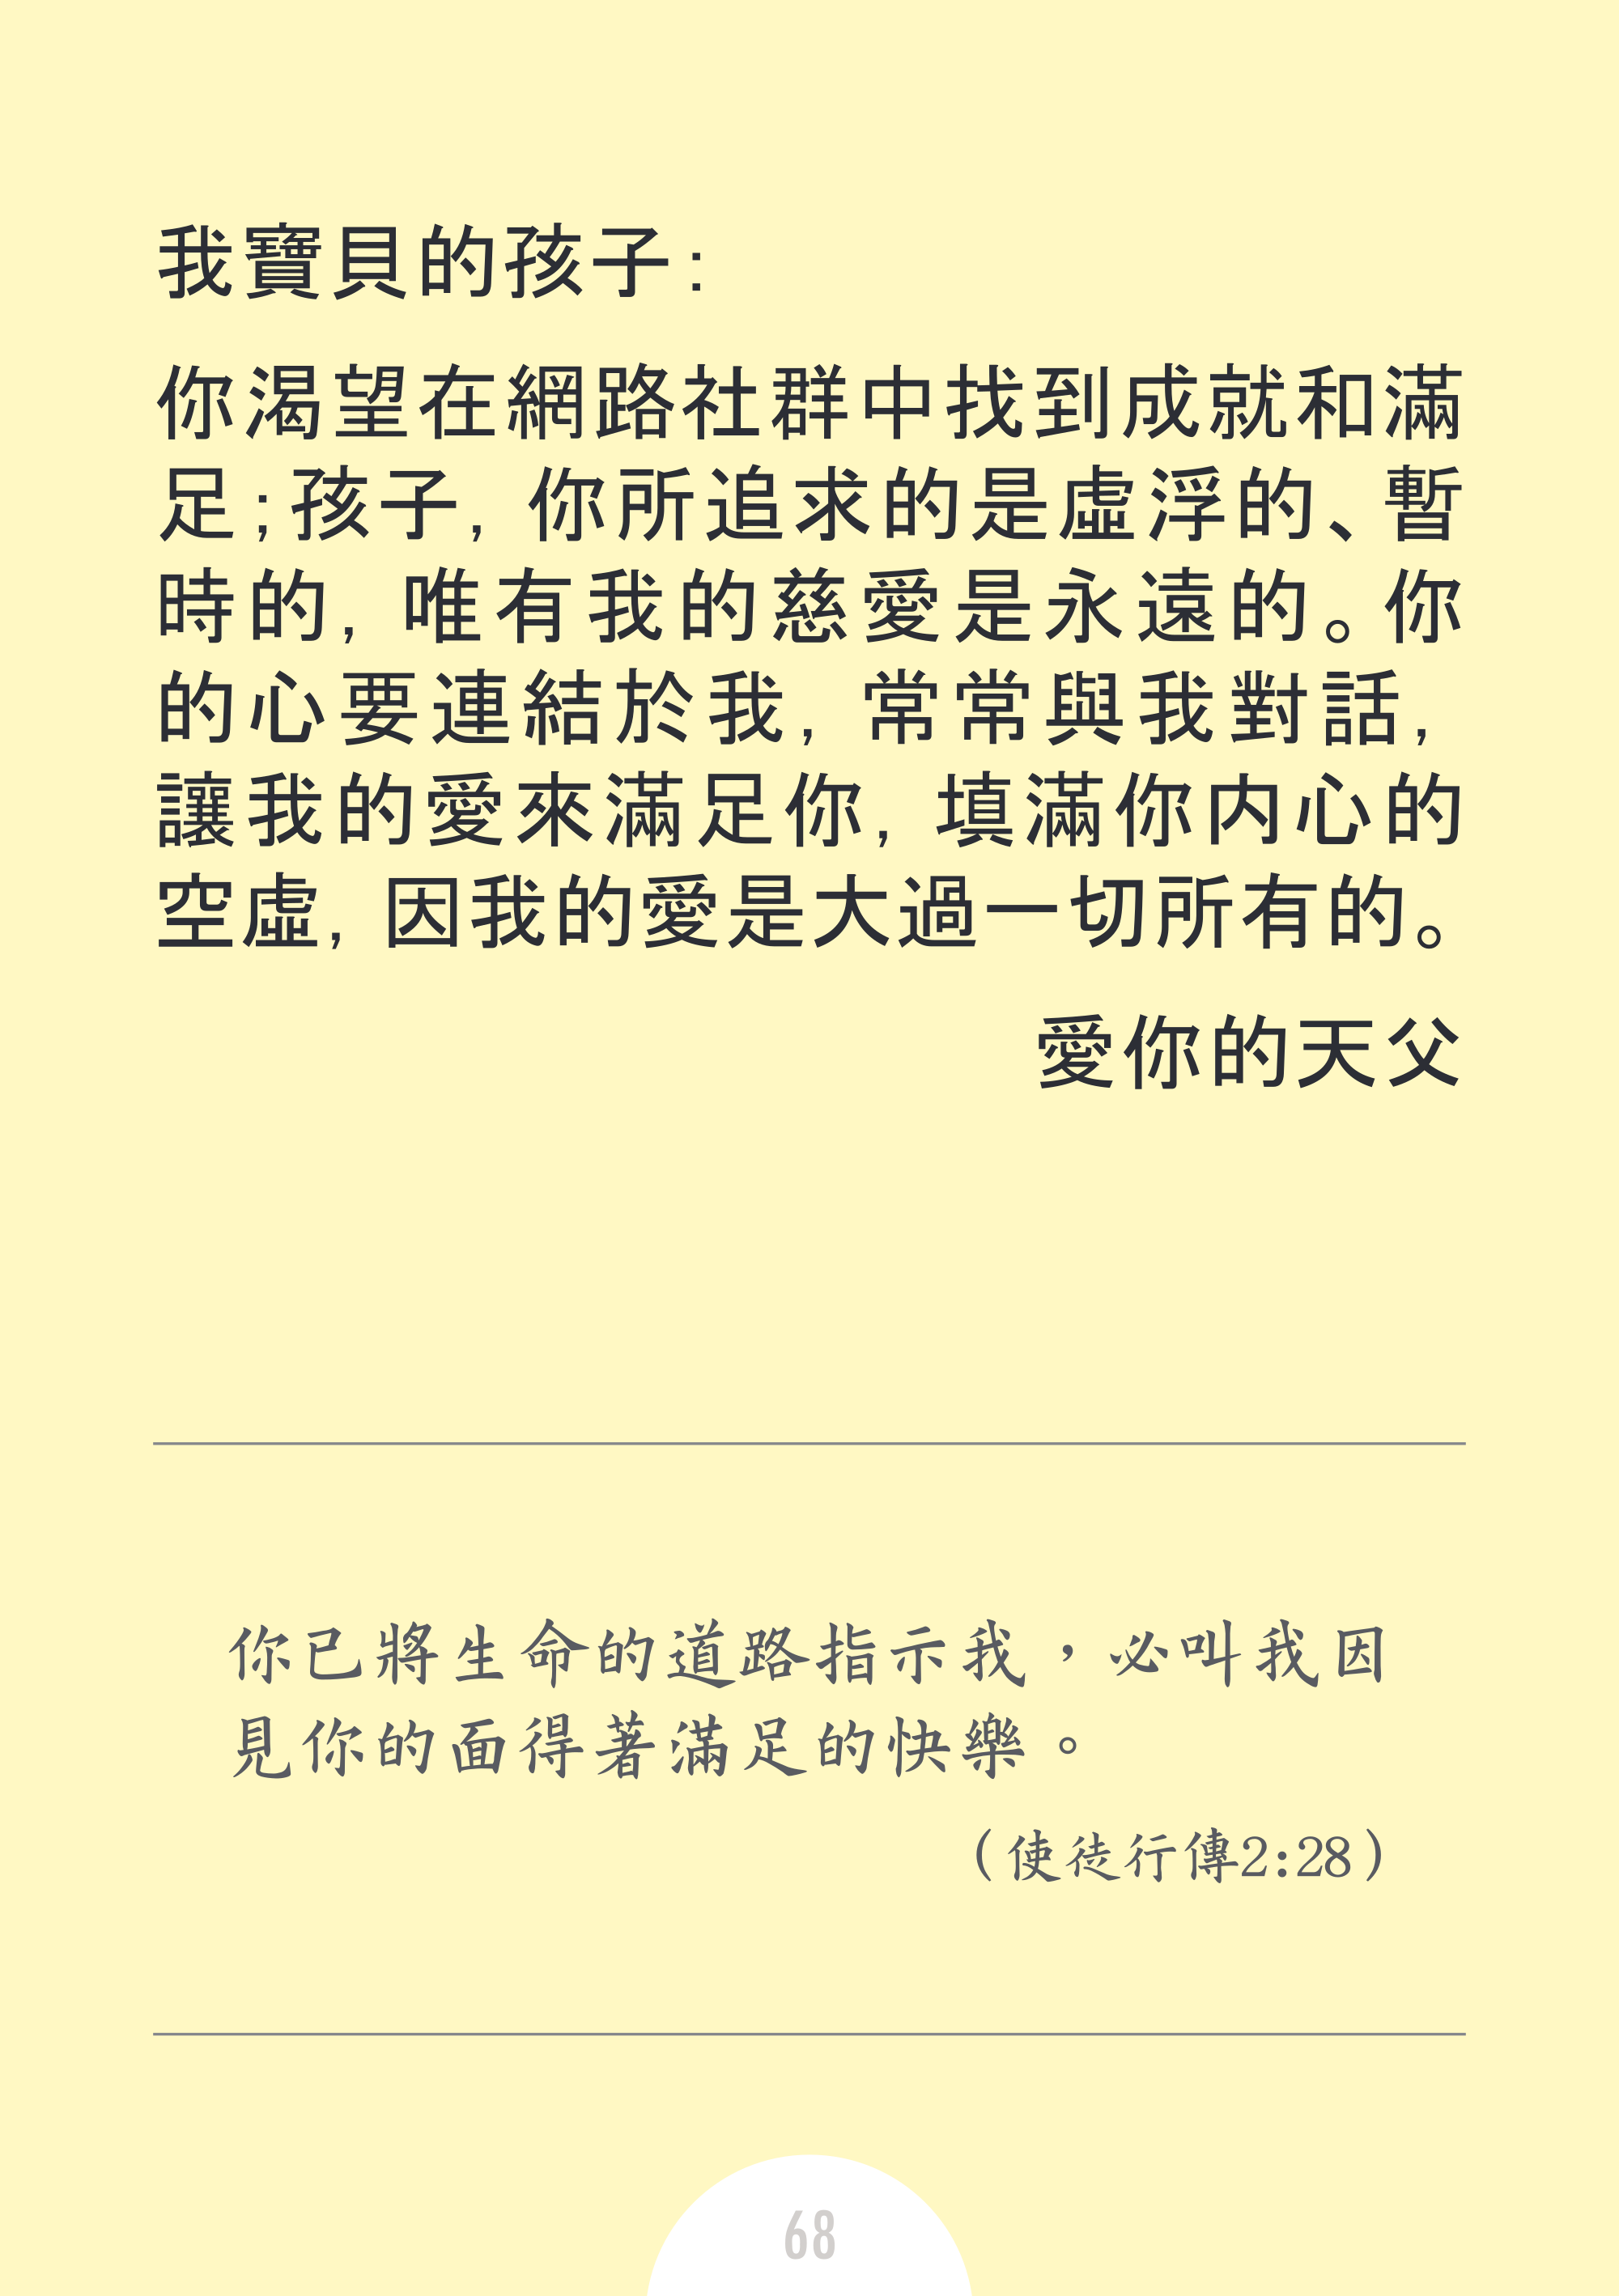 我寶貝的孩子：
你渴望在網路社群中找到成就和滿
足；孩子，你所追求的是虛浮的、暫
時的，唯有我的慈愛是永遠的。你
的心要連結於我，常常與我對話，
讓我的愛來滿足你，填滿你内心的
空虛，因我的愛是大過一切所有的。
愛你的天父
你已將生命的道路指示我，必叫我因
見你的面得著滿足的快樂。
（使徒行傳2:28）
68